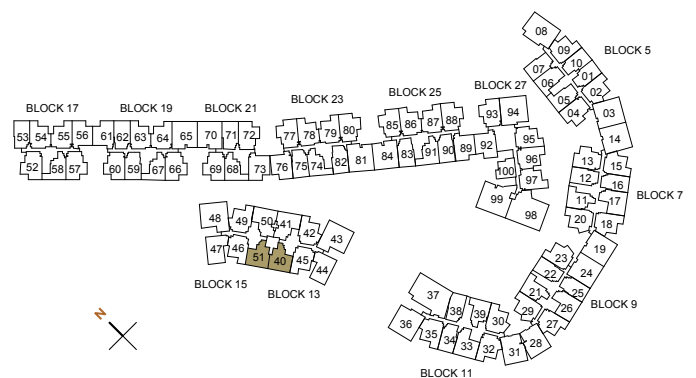 08
BLOCK 5
09
07 10
06 01
05 02
04
03
14
BLOCK 27
BLOCK 25
BLOCK 23
BLOCK 17 BLOCK 19 BLOCK 21
93 94
85 86 87 88
77 78 79 80
53 54 55 56 61 62 63 64 65 70 71 72
95
96
100 97
99 98
52 58 57 60 59 67 66 69 68 73 76 75 74 82 81 84 83 91 90 89 92
13 15
12 16
11 17
20 18
BLOCK 7
48 49 50 41 42 43
47 46 51 40 45 44
BLOCK 15
BLOCK 13
19
23 24
22 25
21 26
29 27
28
BLOCK 9
37
38 39 30
36 35 34 33 32 31
BLOCK 11
N